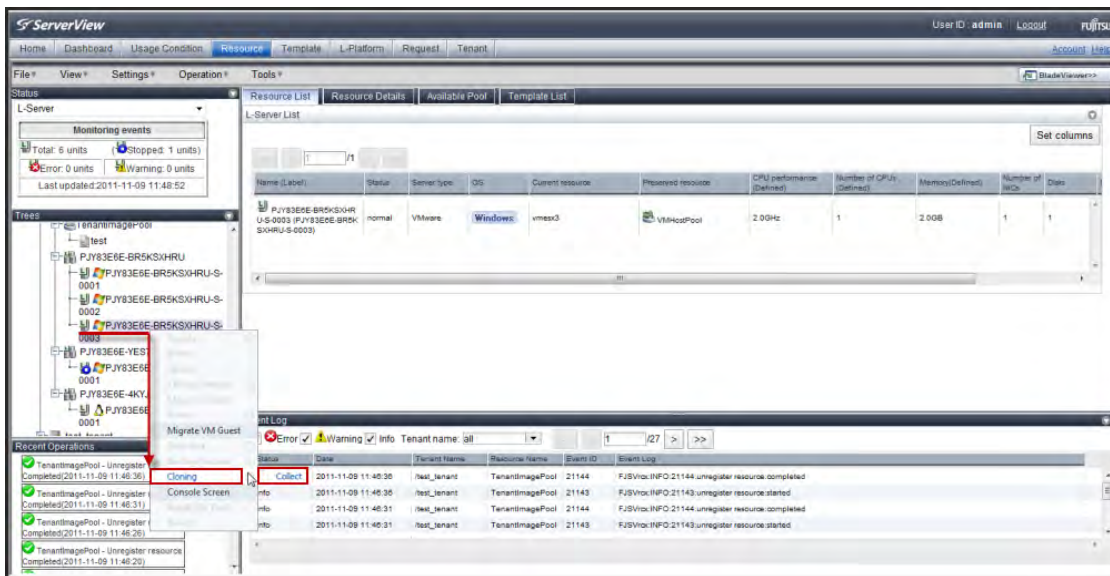 ServerView
User ID : admin Logout FUJITSU
Home Dashboard Usage Condition Resource Template L-Platform Request Tenant Account Help
File View Settings Operation Tools BladeViewer>>
Status
L-Server
Monitoring events
Total: 6 units (Stopped: 1 units)
Error: 0 units Warning: 0 units
Last updated:2011-11-09 11:48:52
Resource List Resource Details Available Pool Template List
L-Server List
Set columns
1 /1
Name (Label) Status Server type OS Current resource Preserved resource CPU performance (Defined) Number of CPUs (Defined) Memory(Defined) Number of NICs Disks
PJY83E6E-BR5KSXHR
U-S-0003 (PJY83E6E-BR5K
SXHRU-S-0003)
normal VMware Windows vmesx3 VMHostPool 2.0GHz 1 2.0GB 1 1
Trees
TenantImagePool
test
PJY83E6E-BR5KSXHRU
PJY83E6E-BR5KSXHRU-S-
0001
PJY83E6E-BR5KSXHRU-S-
0002
PJY83E6E-BR5KSXHRU-S-
0003
PJY83E6E-YES
PJY83E6E
0001
PJY83E6E-4KY
PJY83E6E
0001
test_tenant
Migrate VM Guest
Cloning
Collect
Console Screen
Recent Operations
TenantImagePool - Unregister
Completed(2011-11-09 11:46:36)
TenantImagePool - Unregister
Completed(2011-11-09 11:46:31)
TenantImagePool - Unregister
Completed(2011-11-09 11:46:26)
TenantImagePool - Unregister resource
Completed(2011-11-09 11:46:20)
ent Log
Error Warning Info Tenant name: all 1 /27 > >>
Status Date Tenant Name Resource Name Event ID Event Log
2011-11-09 11:46:36 /test_tenant TenantImagePool 21144 FJSVrcx:INFO:21144:unregister resource:completed
Info 2011-11-09 11:46:36 /test_tenant TenantImagePool 21143 FJSVrcx:INFO:21143:unregister resource:started
Info 2011-11-09 11:46:31 /test_tenant TenantImagePool 21144 FJSVrcx:INFO:21144:unregister resource:completed
Info 2011-11-09 11:46:31 /test_tenant TenantImagePool 21143 FJSVrcx:INFO:21143:unregister resource:started